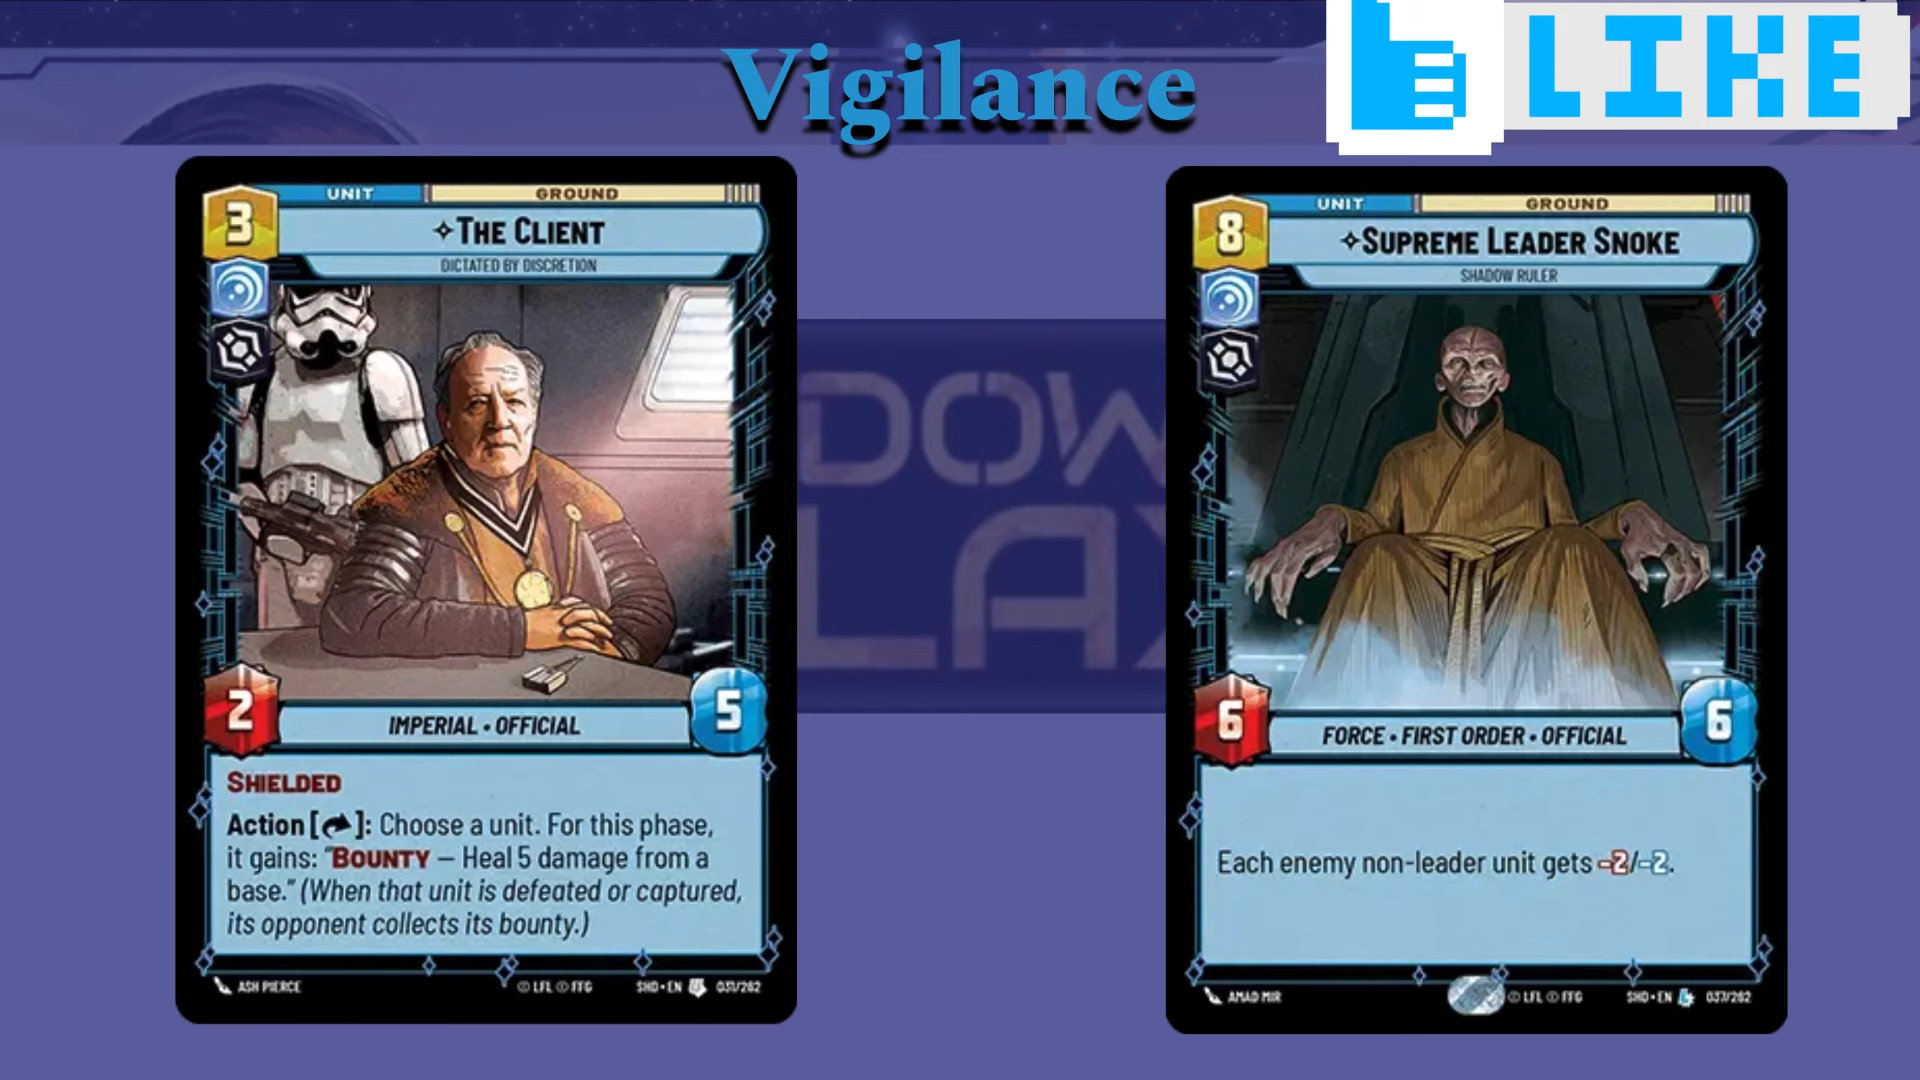 Vigilance
LIKE
UNIT
GROUND
3
THE CLIENT
DICTATED BY DISCRETION
2
5
IMPERIAL • OFFICIAL
SHIELDED
Action [ ]: Choose a unit. For this phase,
it gains: "BOUNTY – Heal 5 damage from a
base." (When that unit is defeated or captured,
its opponent collects its bounty.)
ASH PIERCE
© LFL © FFG
SHD • EN
031/262
DOW
LAX
UNIT
GROUND
8
SUPREME LEADER SNOKE
SHADOW RULER
6
6
FORCE • FIRST ORDER • OFFICIAL
Each enemy non-leader unit gets -2/-2.
AMAD MIR
© LFL © FFG
SHD • EN
037/262